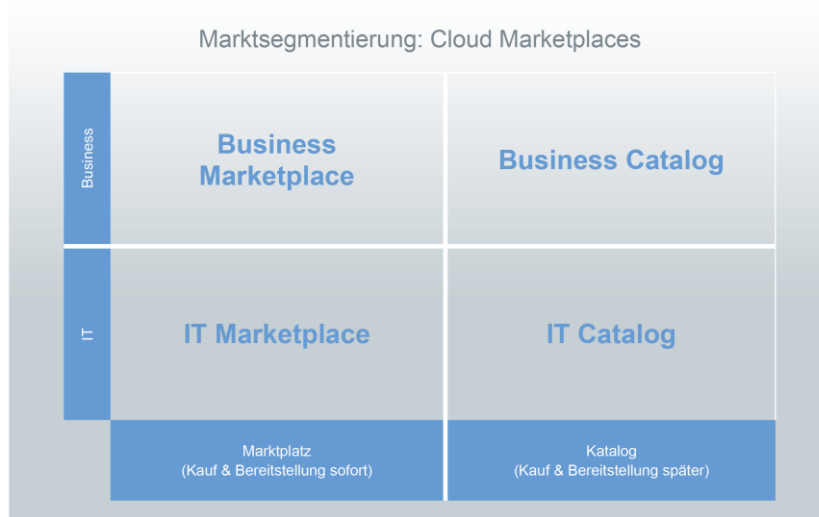 Marktsegmentierung: Cloud Marketplaces
Business
Business
Marketplace
Business Catalog
IT
IT Marketplace
IT Catalog
Marktplatz
(Kauf & Bereitstellung sofort)
Katalog
(Kauf & Bereitstellung später)